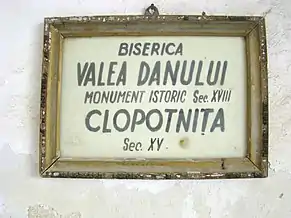 BISERICA
VALEA DANULUI
MONUMENT ISTORIC Sec. XVIII
CLOPOTNIȚA
Sec. XV